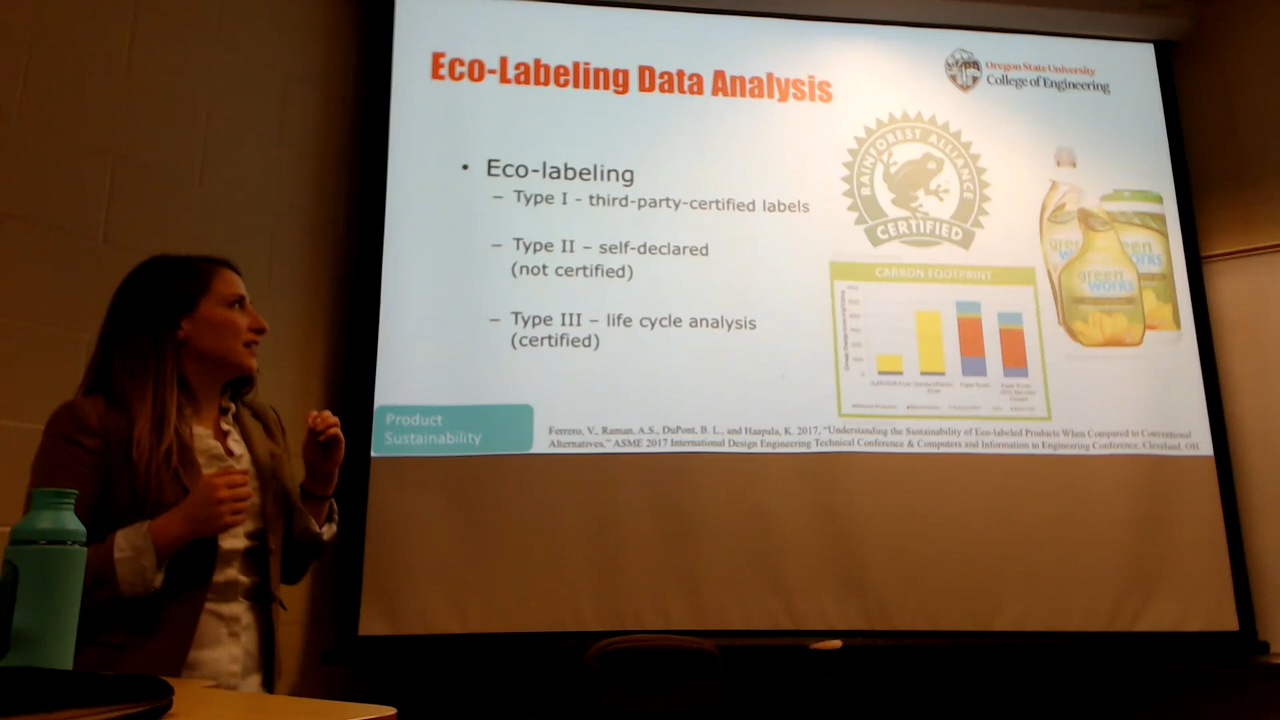 Eco-Labeling Data Analysis
Oregon State University
College of Engineering
• Eco-labeling
– Type I - third-party-certified labels
– Type II – self-declared
(not certified)
– Type III – life cycle analysis
(certified)
RAINFOREST ALLIANCE
CERTIFIED
green
works
CARBON FOOTPRINT
Product
Sustainability
Ferrero, V., Raman, A.S., DuPont, B. L., and Haapala, K. 2017, “Understanding the Sustainability of Eco-labeled Products When Compared to Conventional
Alternatives,” ASME 2017 International Design Engineering Technical Conference & Computers and Information in Engineering Conference, Cleveland, OH